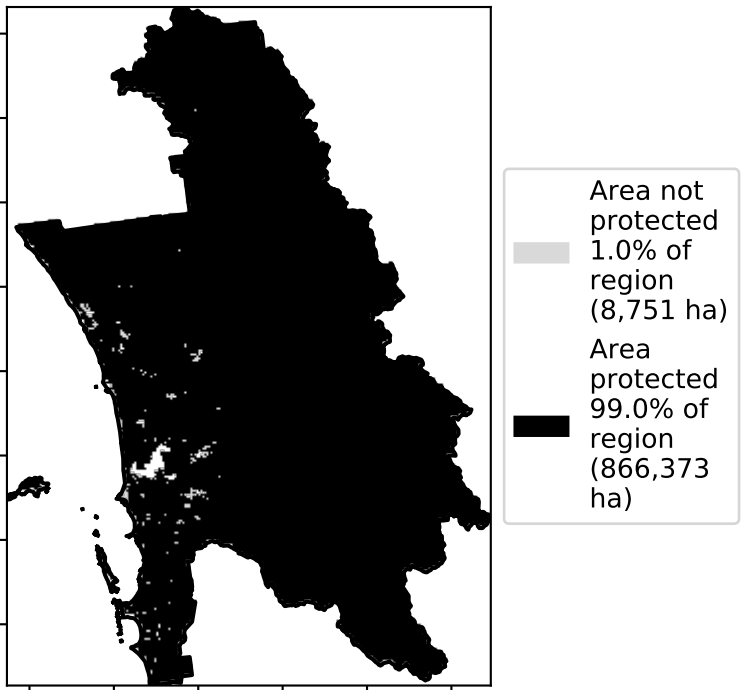 Area not
protected
1.0% of
region
(8,751 ha)
Area
protected
99.0% of
region
(866,373
ha)